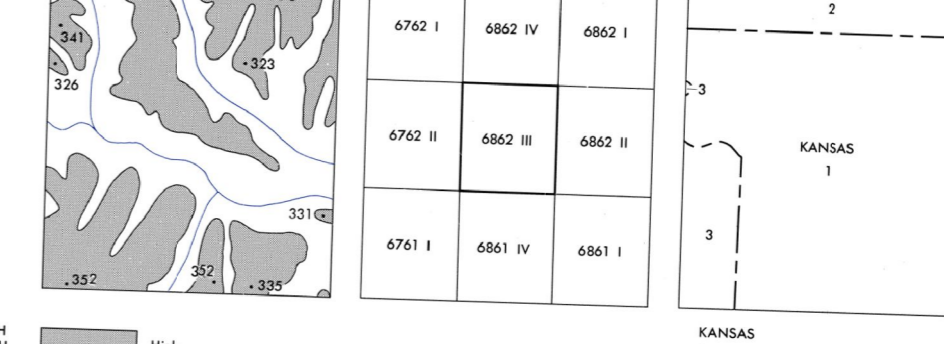 341
326
323
331
352
352
335
6762 I
6862 IV
6862 I
6762 II
6862 III
6862 II
6761 I
6861 IV
6861 I
2
3
KANSAS
1
3
KANSAS
H